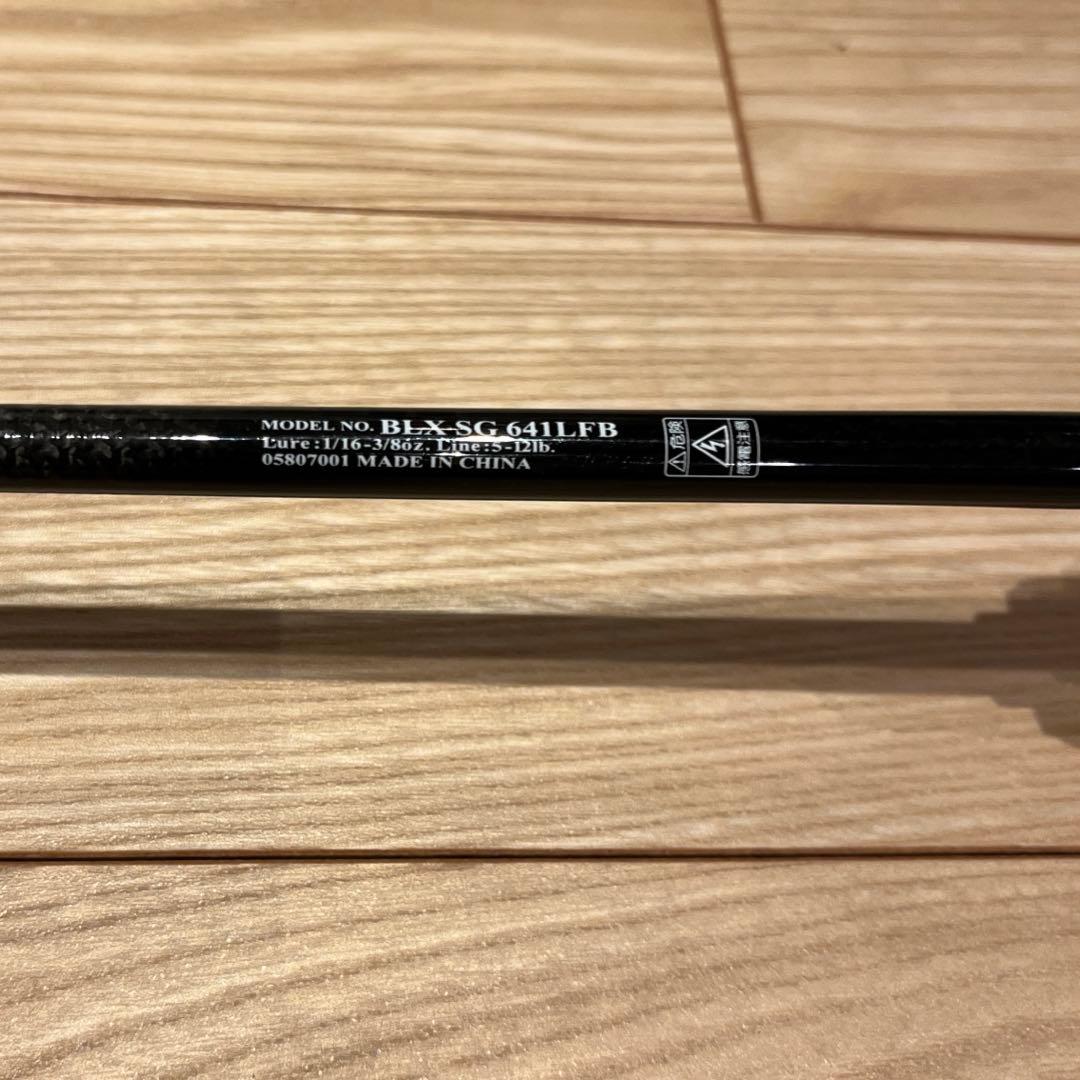 MODEL NO. BLX SG 641LFB
Lure:1/16-3/8oz. Line:5-12lb.
05807001 MADE IN CHINA
危険
感電注意